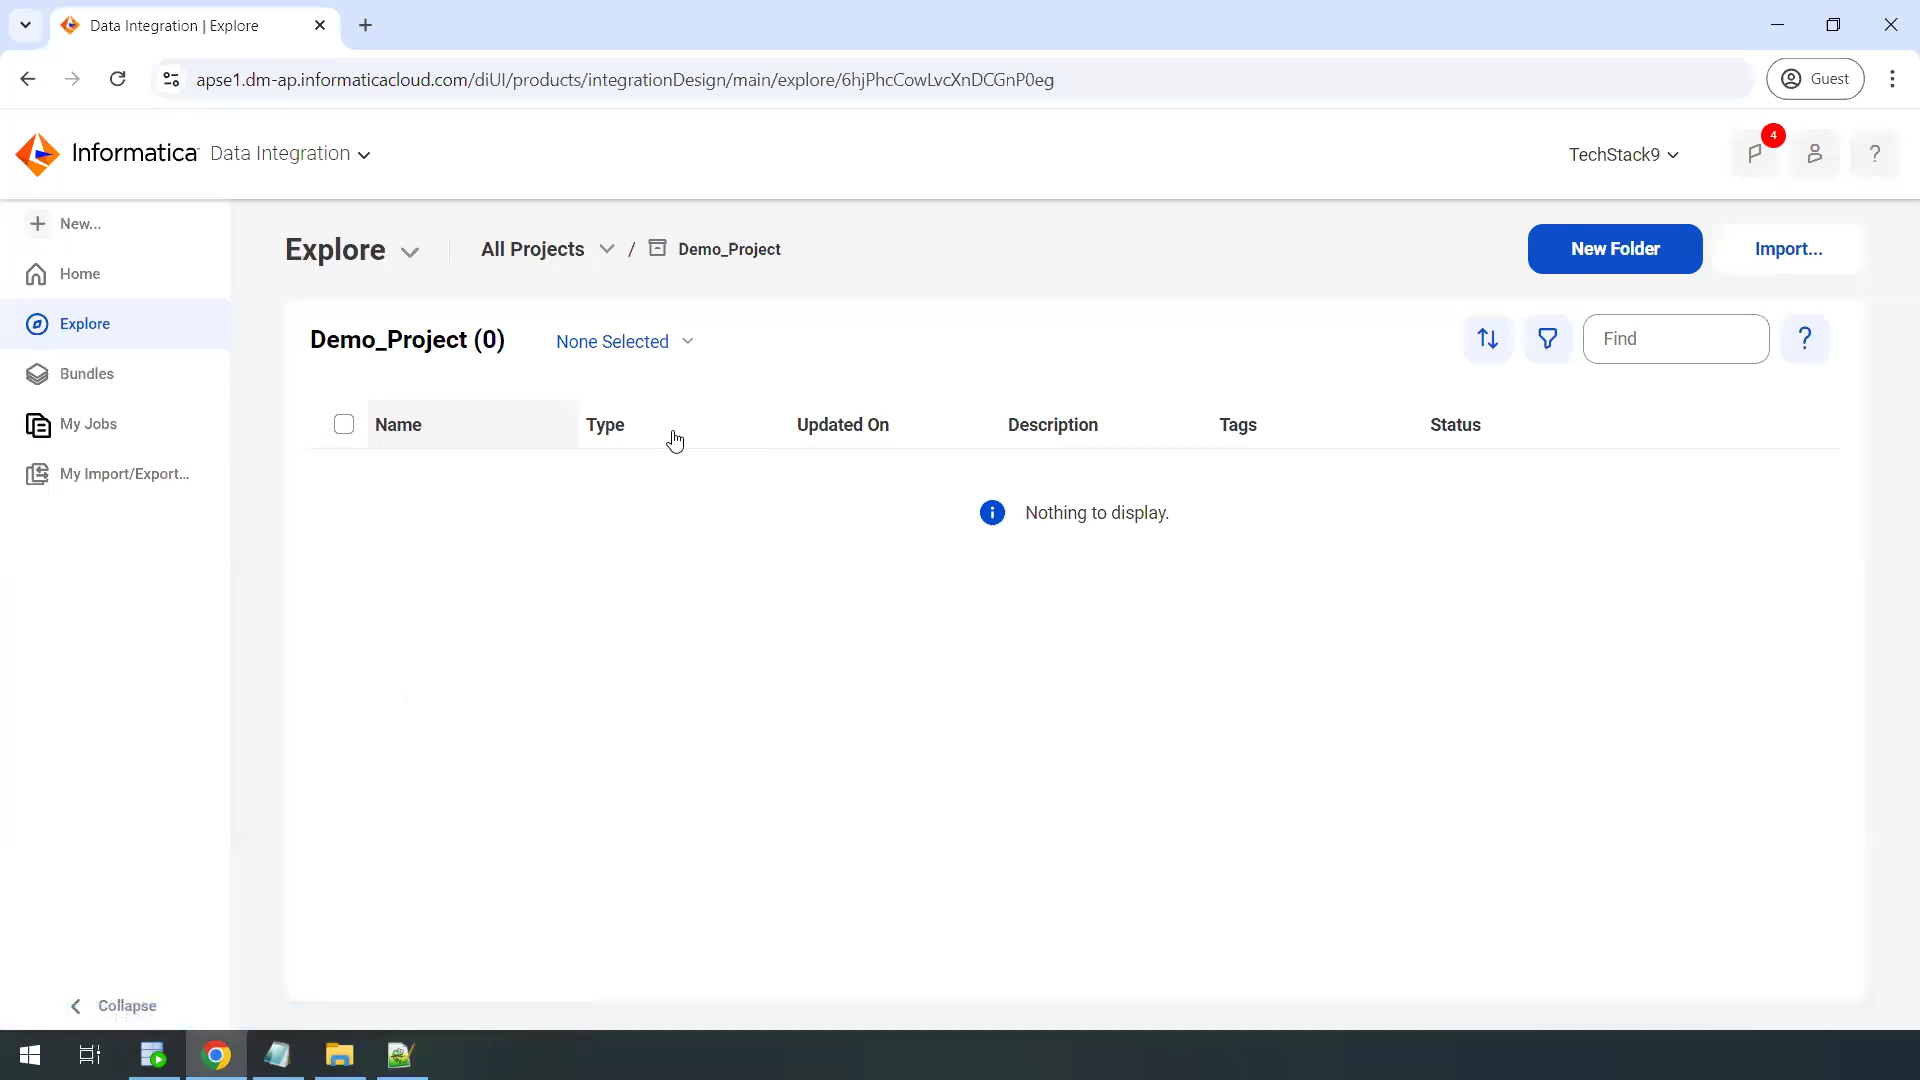 Data Integration | Explore
apse1.dm-ap.informaticacloud.com/diUI/products/integrationDesign/main/explore/6hjPhcCowLvcXnDCGnP0eg
Guest
Informatica Data Integration
TechStack9
4
?
New...
Home
Explore
Bundles
My Jobs
My Import/Export...
Collapse
Explore
All Projects / Demo_Project
New Folder
Import...
Demo_Project (0)
None Selected
Find
?
Name Type Updated On Description Tags Status
Nothing to display.